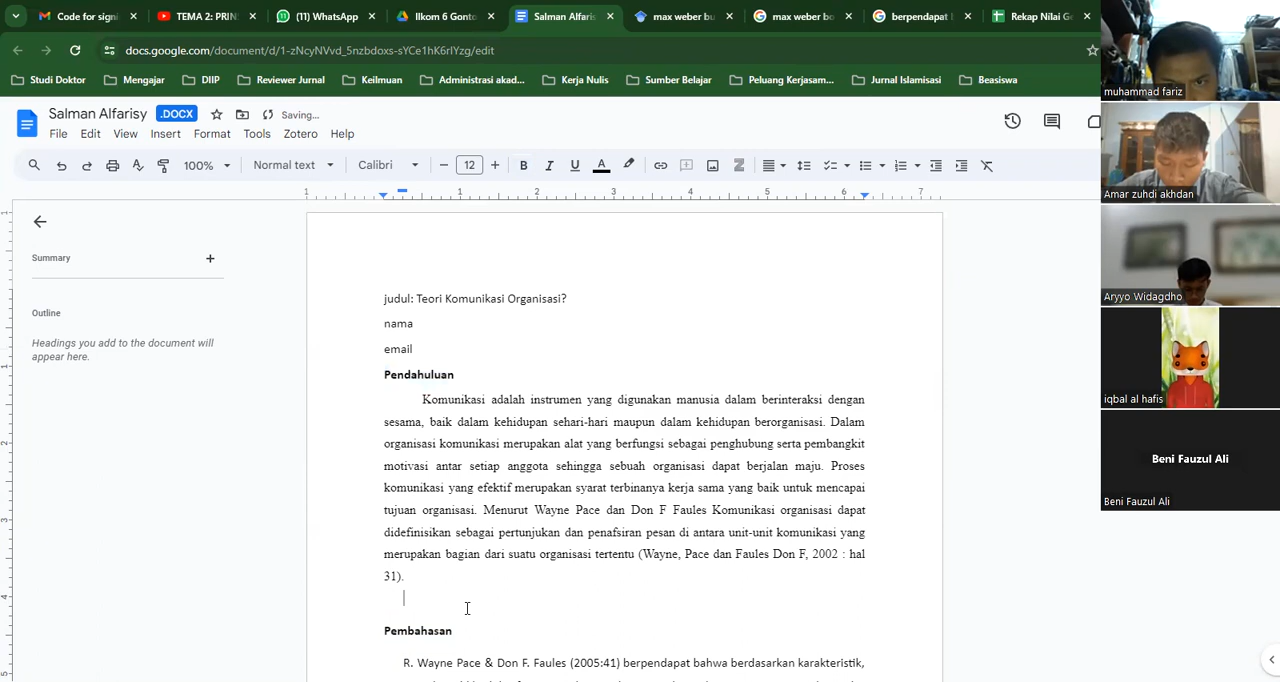 Code for signi
TEMA 2: PRIN
(11) WhatsApp
Ilkom 6 Gonto
Salman Alfaris
max weber bu
max weber bo
berpendapat
Rekap Nilai G
docs.google.com/document/d/1-zNcyNVvd_5nzbdoxs-sYCe1hK6rIYzg/edit
Studi Doktor
Mengajar
DIIP
Reviewer Jurnal
Keilmuan
Administrasi akad...
Kerja Nulis
Sumber Belajar
Peluang Kerjasam...
Jurnal Islamisasi
Beasiswa
Salman Alfarisy .DOCX Saving...
File Edit View Insert Format Tools Zotero Help
100% Normal text Calibri 12 B I U A
1 1 2 3 4 5 6 7
Summary
Outline
Headings you add to the document will
appear here.
judul: Teori Komunikasi Organisasi?
nama
email
Pendahuluan
Komunikasi adalah instrumen yang digunakan manusia dalam berinteraksi dengan
sesama, baik dalam kehidupan sehari-hari maupun dalam kehidupan berorganisasi. Dalam
organisasi komunikasi merupakan alat yang berfungsi sebagai penghubung serta pembangkit
motivasi antar setiap anggota sehingga sebuah organisasi dapat berjalan maju. Proses
komunikasi yang efektif merupakan syarat terbinanya kerja sama yang baik untuk mencapai
tujuan organisasi. Menurut Wayne Pace dan Don F Faules Komunikasi organisasi dapat
didefinisikan sebagai pertunjukan dan penafsiran pesan di antara unit-unit komunikasi yang
merupakan bagian dari suatu organisasi tertentu (Wayne, Pace dan Faules Don F, 2002 : hal
31).
Pembahasan
R. Wayne Pace & Don F. Faules (2005:41) berpendapat bahwa berdasarkan karakteristik,
muhammad fariz
Amar zuhdi akhdan
Aryyo Widagdho
iqbal al hafis
Beni Fauzul Ali
Beni Fauzul Ali